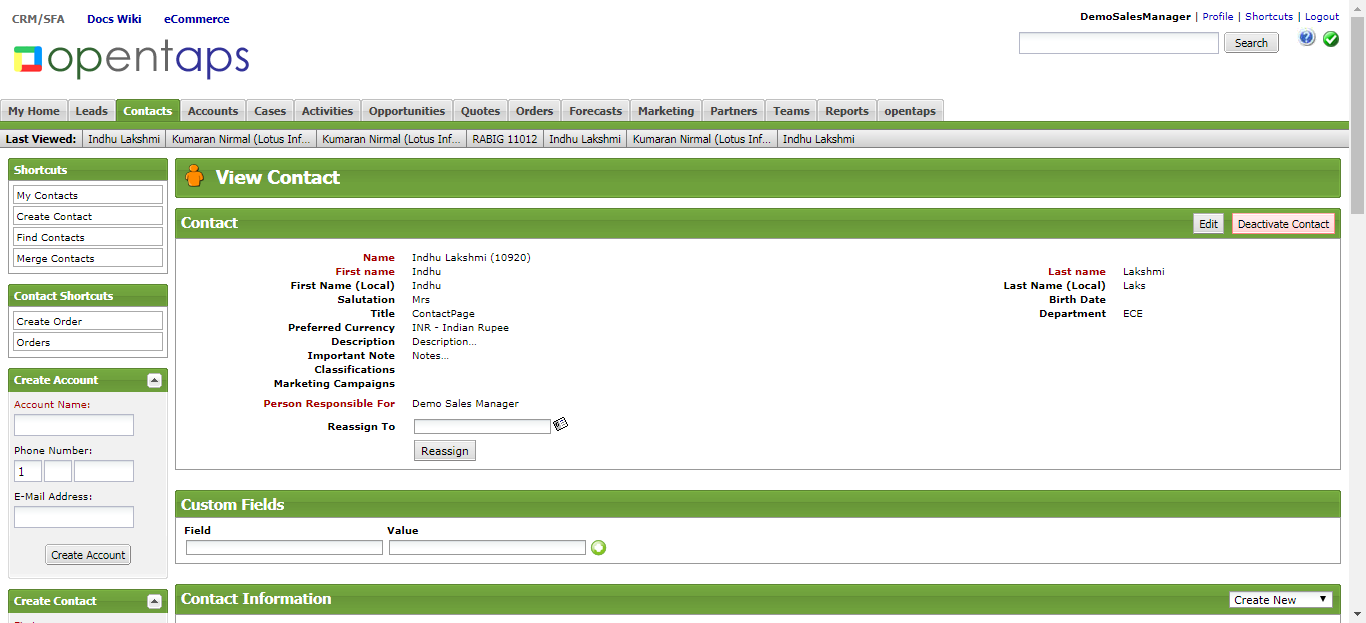 CRM/SFA Docs Wiki eCommerce
DemoSalesManager | Profile | Shortcuts | Logout
opentaps
Search
My Home Leads Contacts Accounts Cases Activities Opportunities Quotes Orders Forecasts Marketing Partners Teams Reports opentaps
Last Viewed: Indhu Lakshmi Kumaran Nirmal (Lotus Inf... Kumaran Nirmal (Lotus Inf... RABIG 11012 Indhu Lakshmi Kumaran Nirmal (Lotus Inf... Indhu Lakshmi
Shortcuts
My Contacts
Create Contact
Find Contacts
Merge Contacts
Contact Shortcuts
Create Order
Orders
Create Account
Account Name:
Phone Number:
1
E-Mail Address:
Create Account
Create Contact
View Contact
Contact
Edit Deactivate Contact
Name Indhu Lakshmi (10920)
First name Indhu Last name Lakshmi
First Name (Local) Indhu Last Name (Local) Laks
Salutation Mrs Birth Date
Title ContactPage Department ECE
Preferred Currency INR - Indian Rupee
Description Description...
Important Note Notes...
Classifications
Marketing Campaigns
Person Responsible For Demo Sales Manager
Reassign To
Reassign
Custom Fields
Field Value
Contact Information
Create New